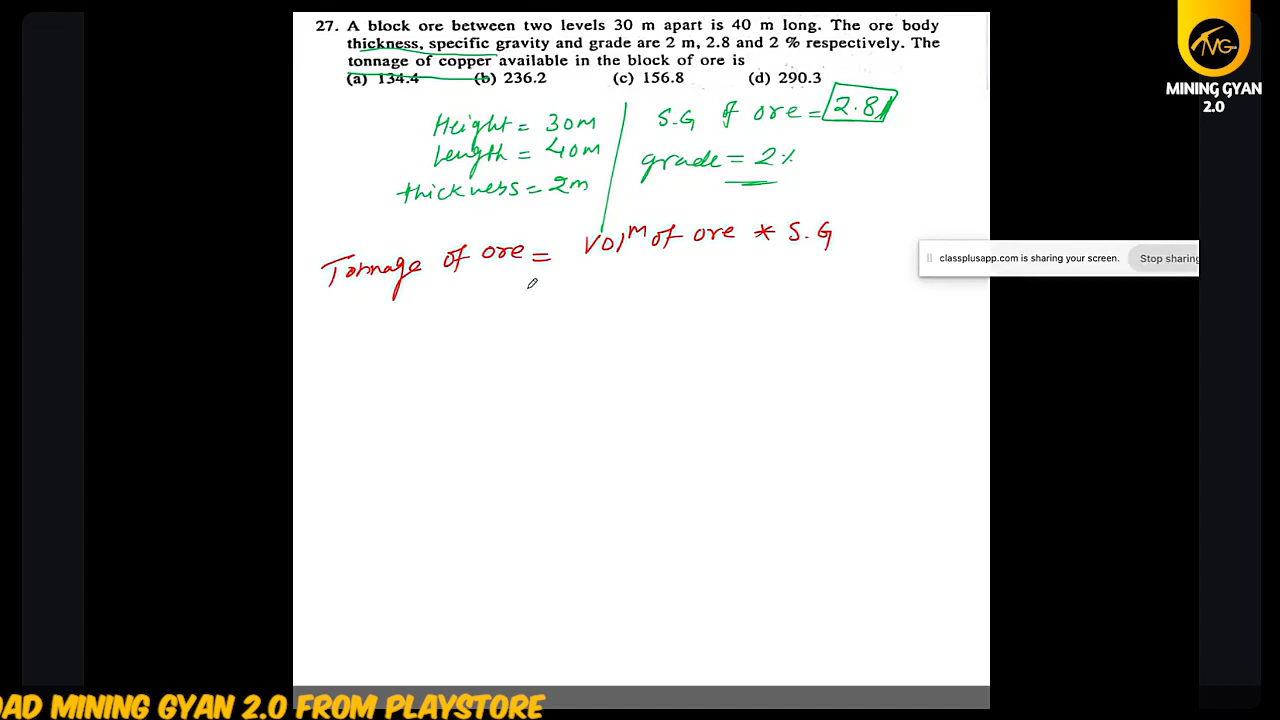 27. A block ore between two levels 30 m apart is 40 m long. The ore body
thickness, specific gravity and grade are 2 m, 2.8 and 2 % respectively. The
tonnage of copper available in the block of ore is
(a) 134.4 (b) 236.2 (c) 156.8 (d) 290.3
Height = 30m
Length = 40m
thickness = 2m
S.G of ore = 2.8
grade = 2%
Tonnage of ore = Vol^m of ore * S.G
TMG
MINING GYAN
2.0
classplusapp.com is sharing your screen.
Stop sharing
OAD MINING GYAN 2.0 FROM PLAYSTORE